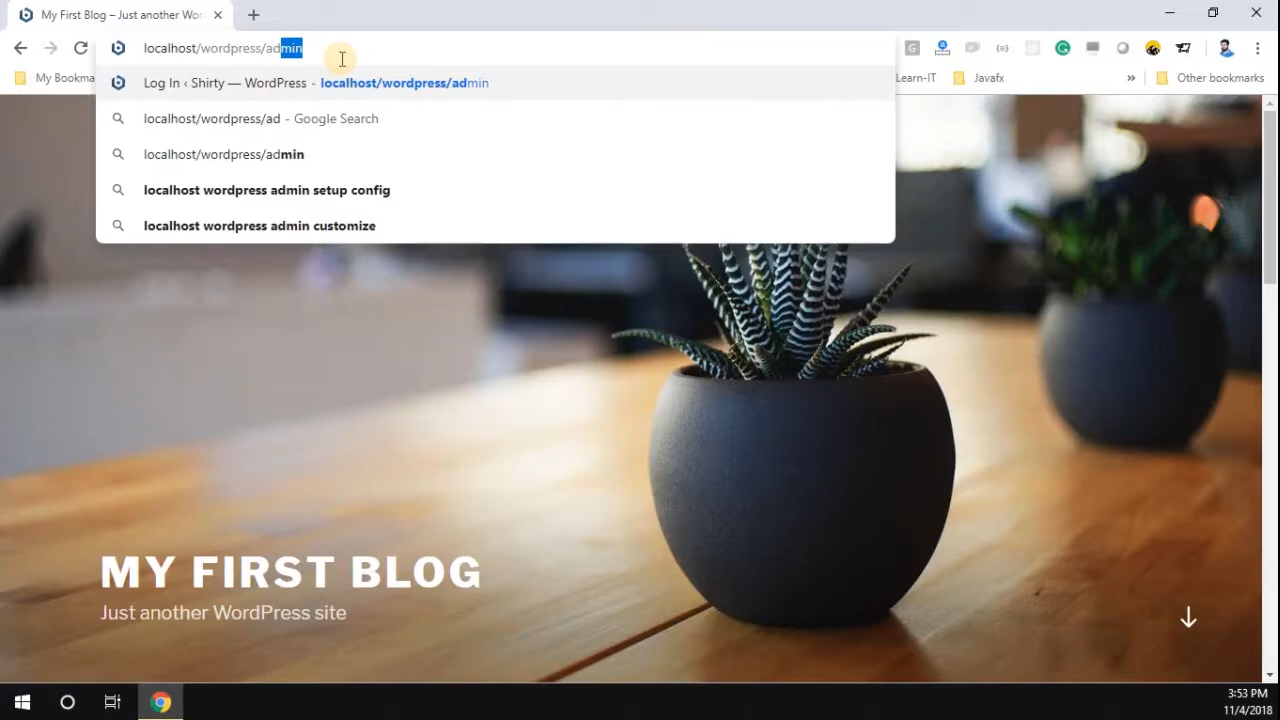 My First Blog – Just another Wor
localhost/wordpress/admin
Log In ‹ Shirty — WordPress - localhost/wordpress/admin
localhost/wordpress/ad - Google Search
localhost/wordpress/admin
localhost wordpress admin setup config
localhost wordpress admin customize
My Bookma
Learn-IT
Javafx
»
Other bookmarks
MY FIRST BLOG
Just another WordPress site
3:53 PM
11/4/2018